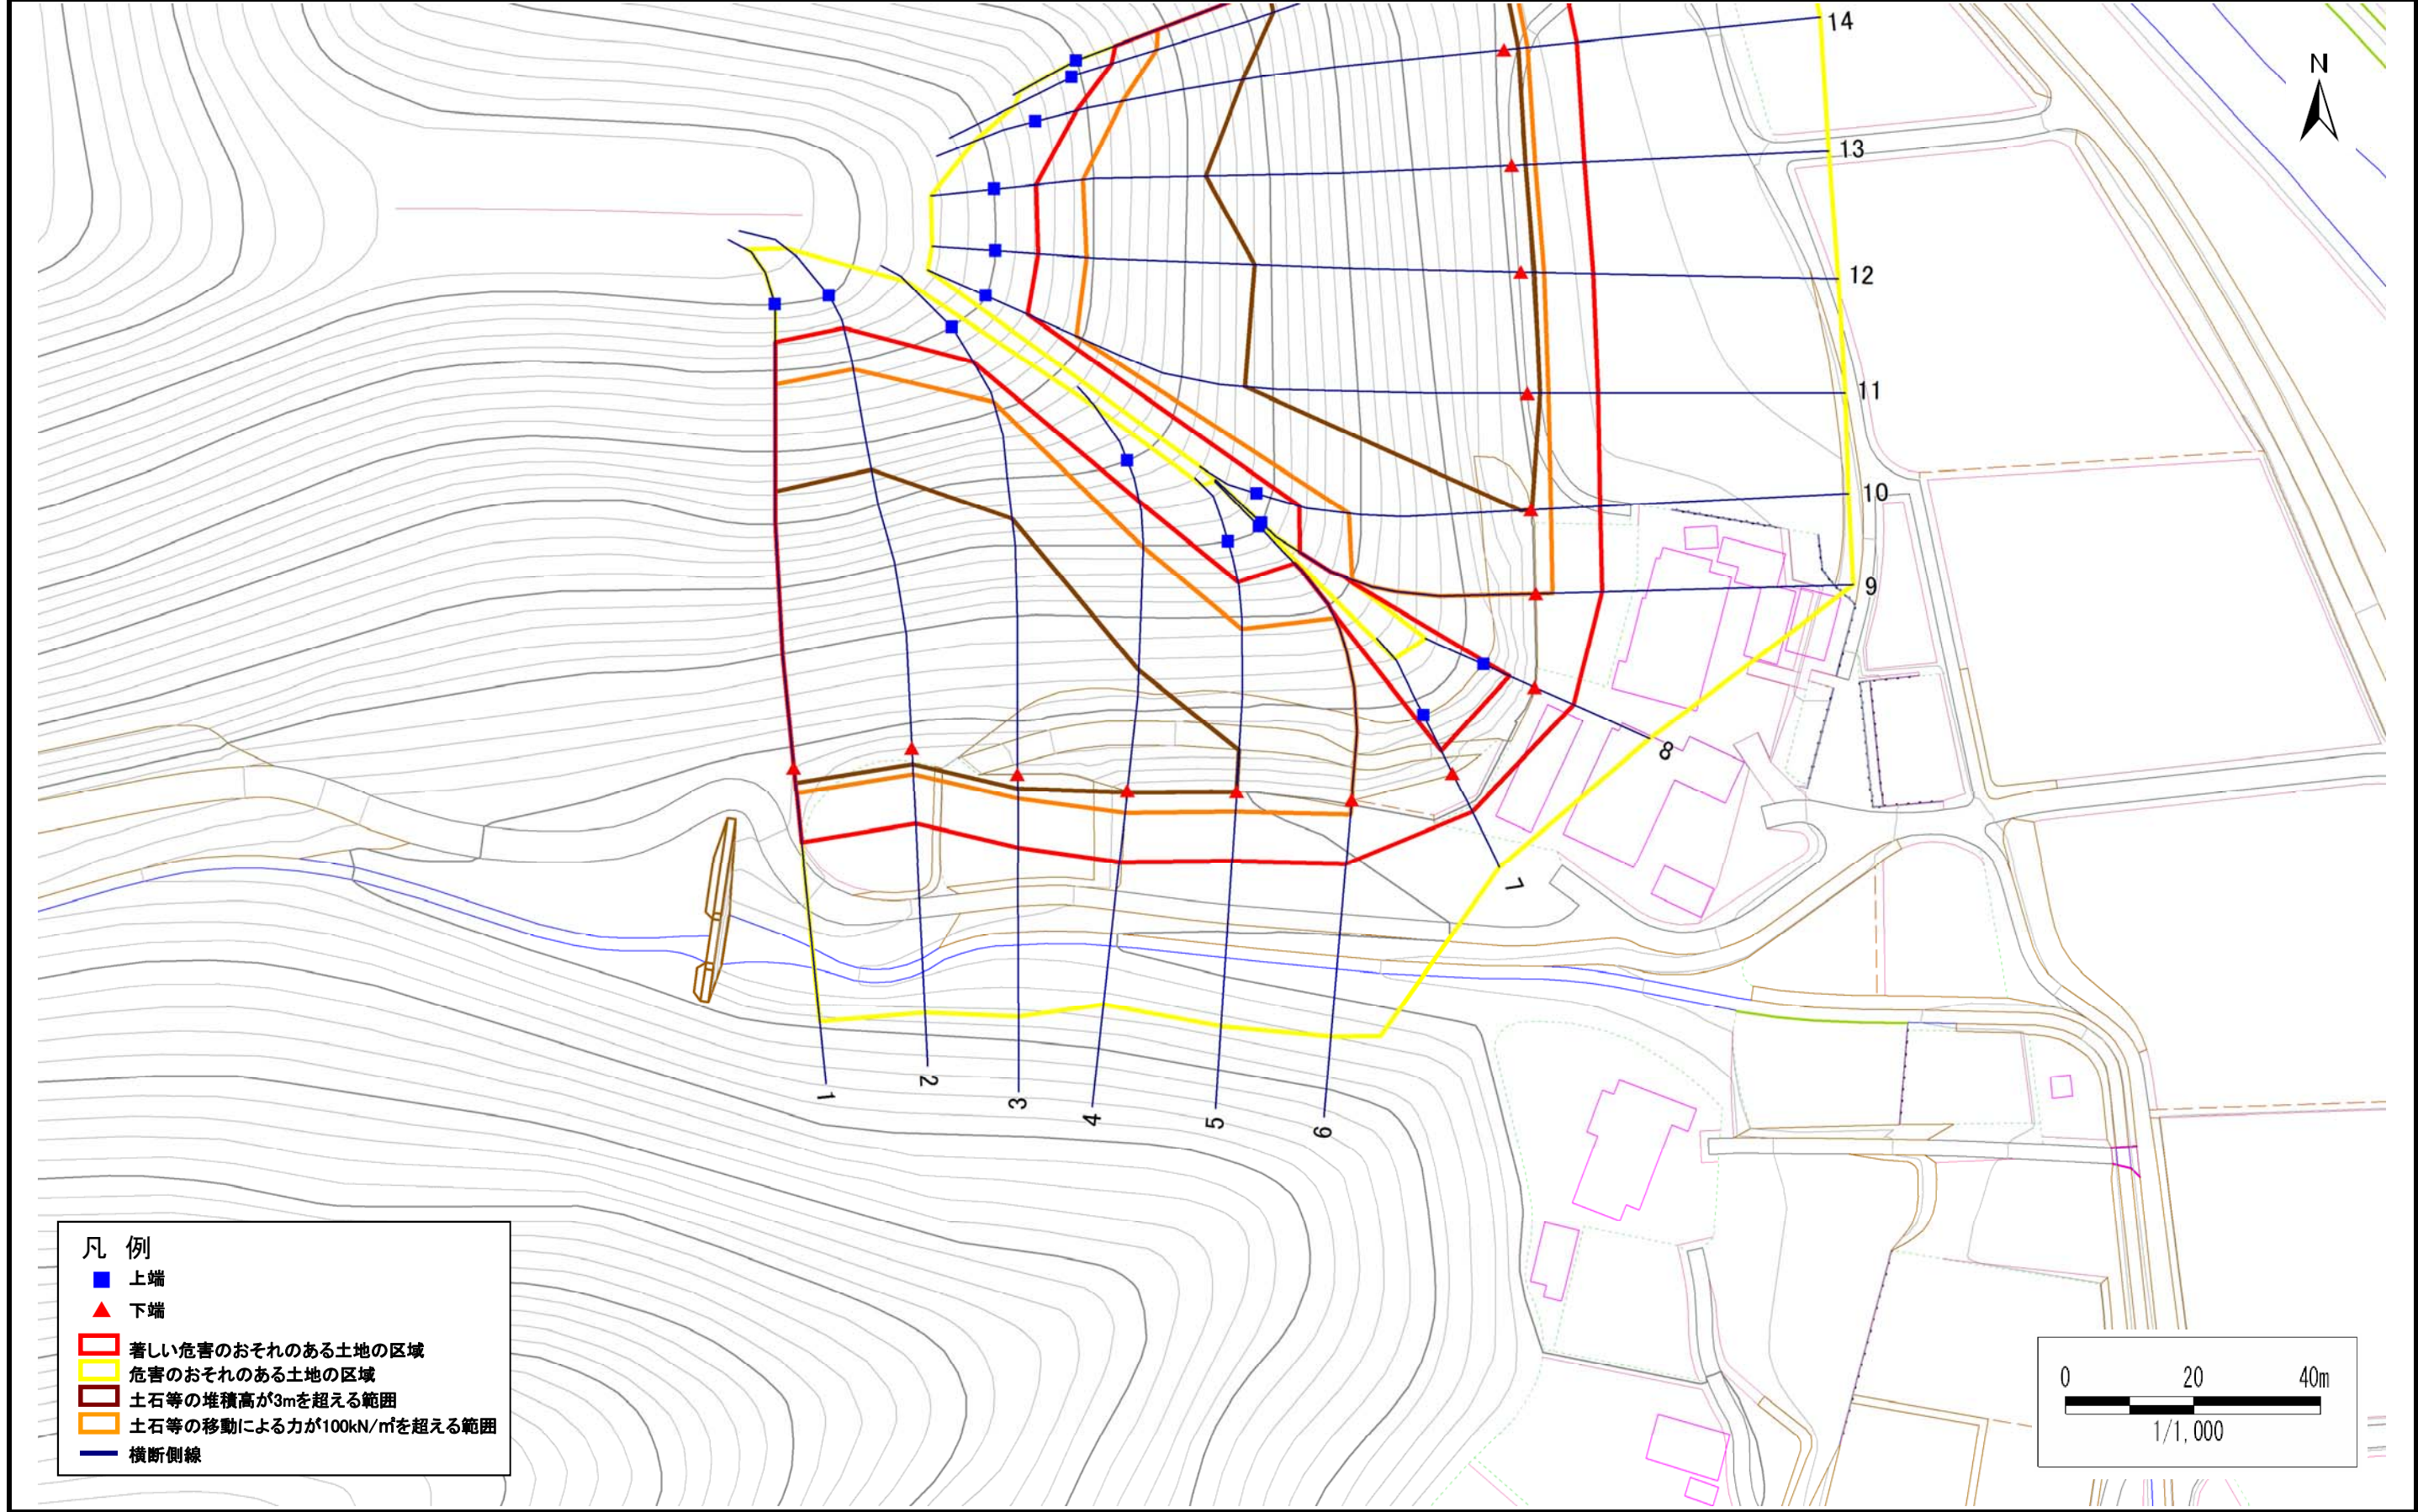 14
N
13
12
11
10
9
8
7
1
2
3
4
5
6
凡 例
上端
下端
著しい危害のおそれのある土地の区域
危害のおそれのある土地の区域
土石等の堆積高が3mを超える範囲
土石等の移動による力が100kN/㎡を超える範囲
横断側線
0 20 40m
1/1,000